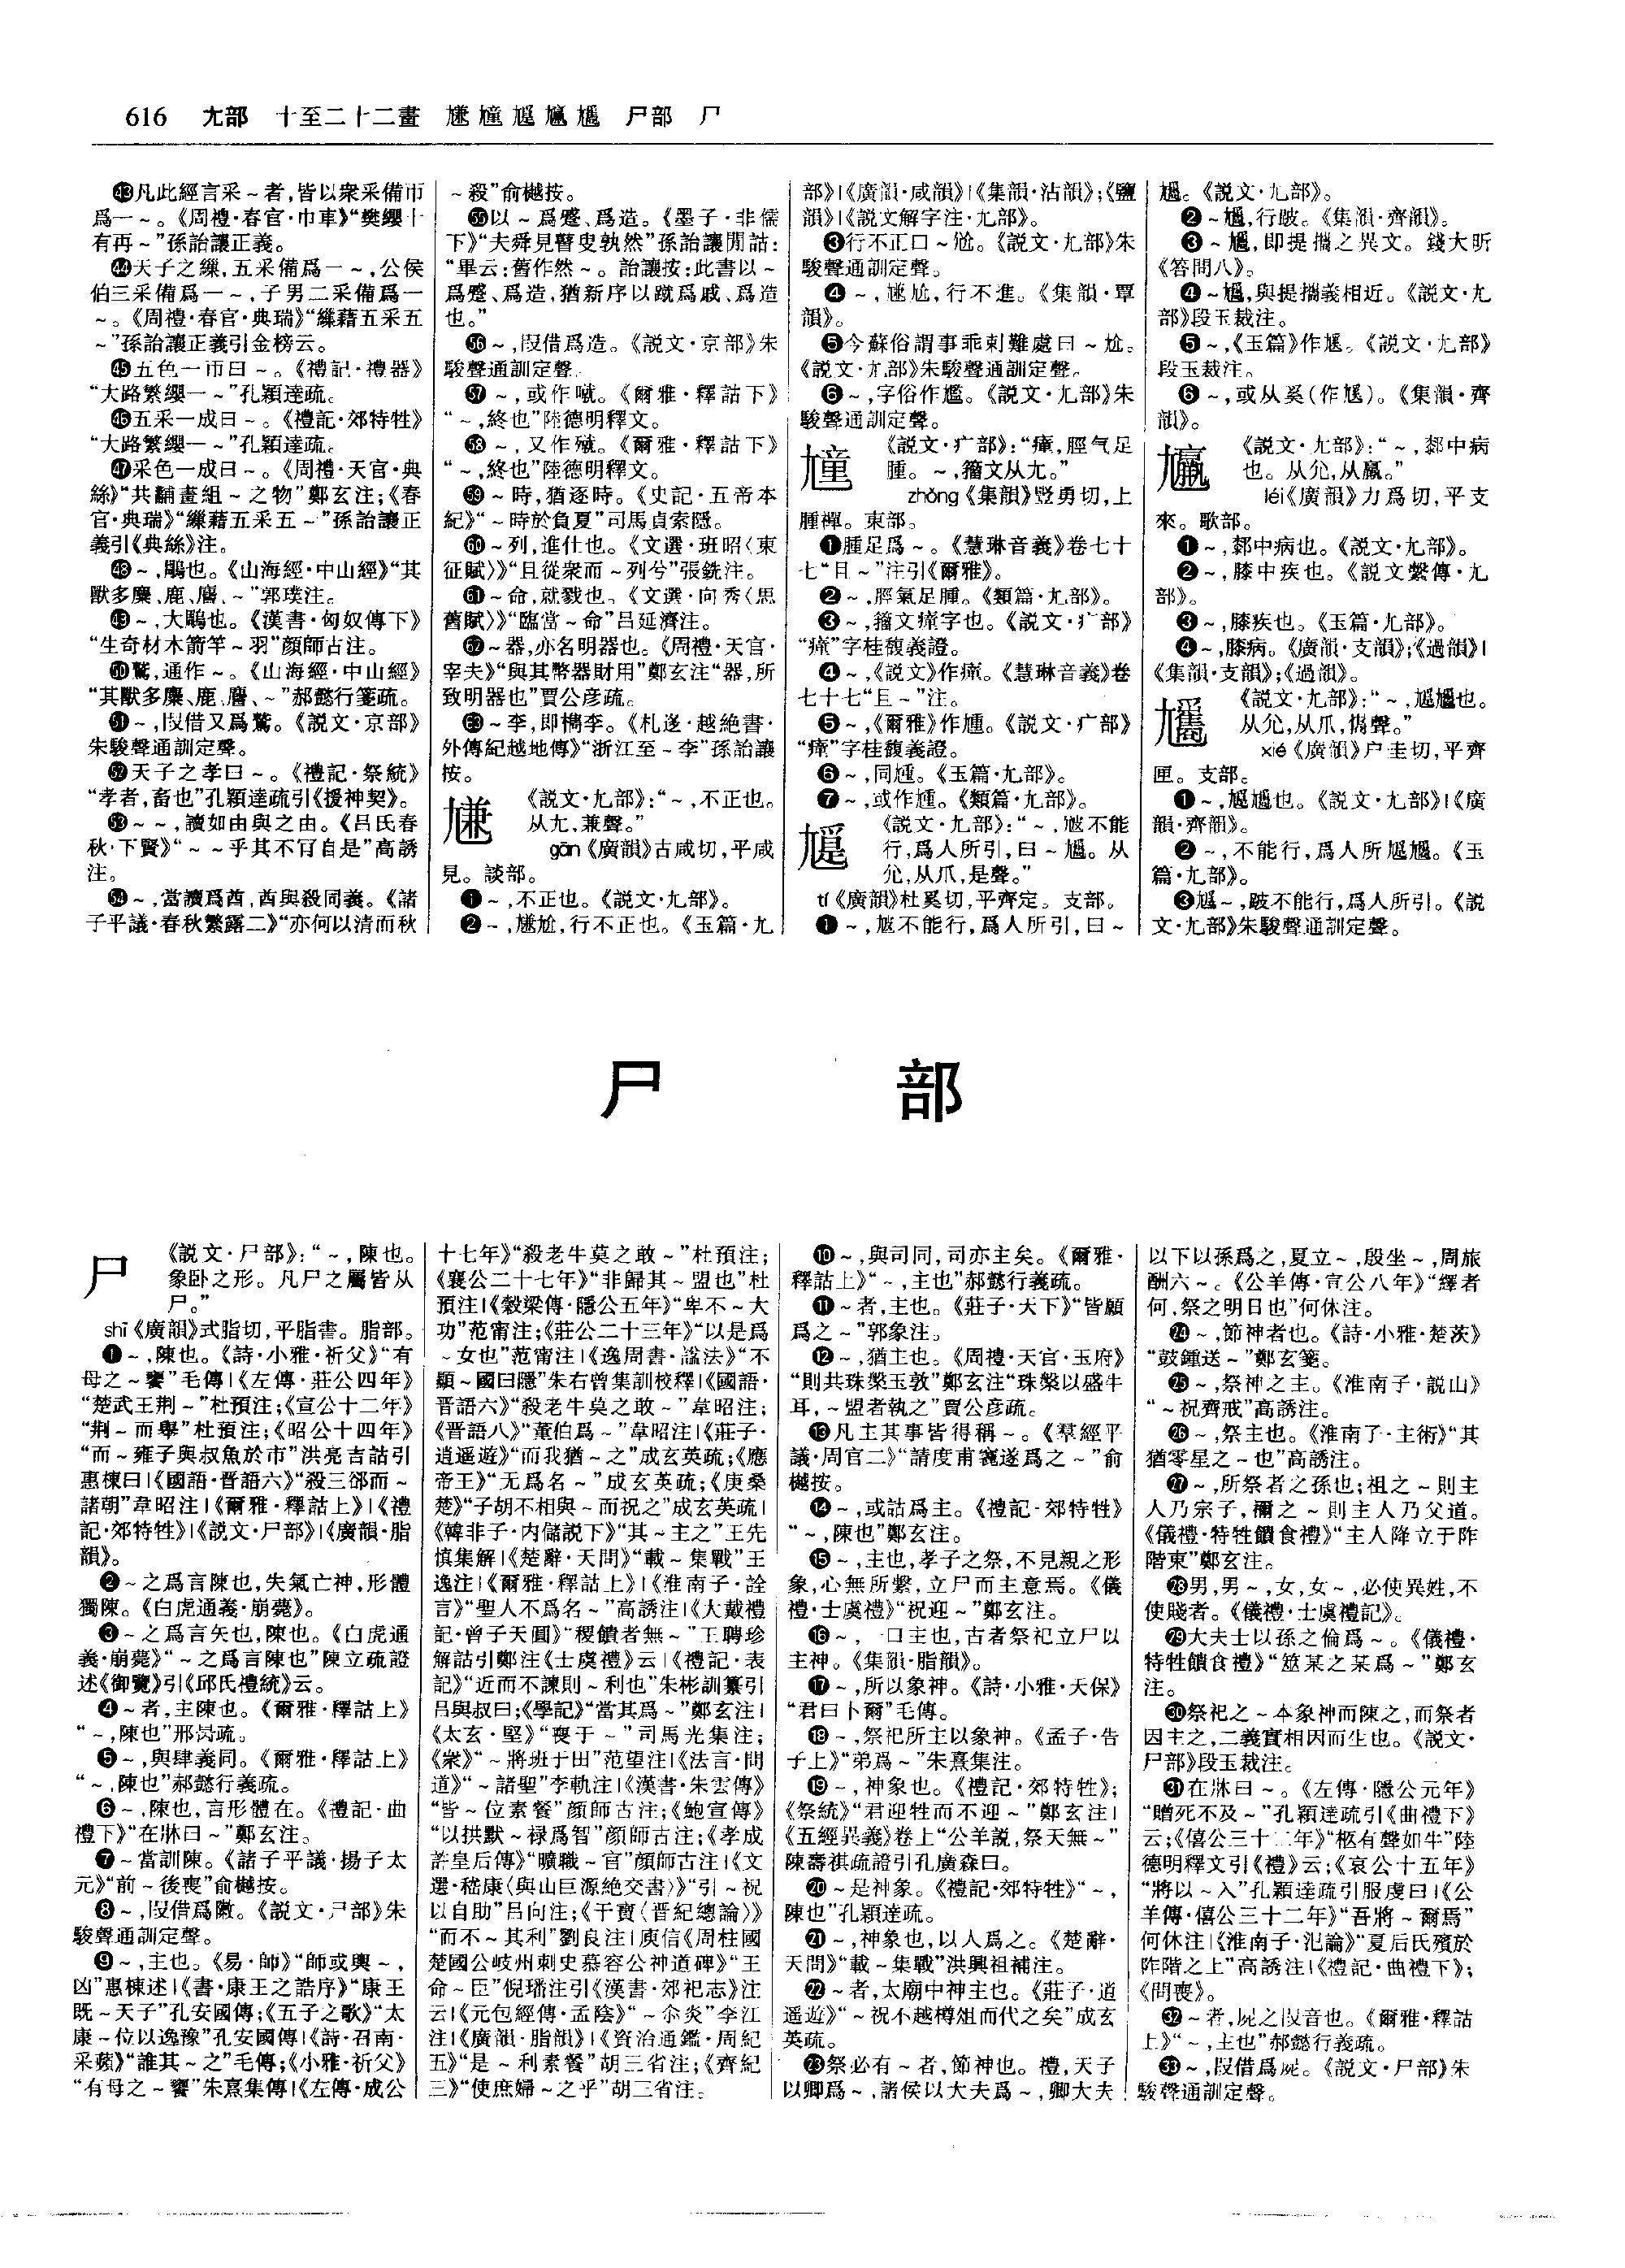 616 尢部 十至二十二畫 尲尰尳尵㞀 尸部 尸
㊸凡此經言采～者,皆以衆采備帀
爲一～。《周禮·春官·巾車》“樊纓十
有再～”孫詒讓正義。
㊹天子之繅,五采備爲一～,公侯
伯三采備爲一～,子男二采備爲一
～。《周禮·春官·典瑞》“繅藉五采五
～”孫詒讓正義引金榜云。
㊺五色一帀曰～。《禮記·禮器》
“大路繁纓一～”孔穎達疏。
㊻五采一成曰～。《禮記·郊特牲》
“大路繁纓一～”孔穎達疏。
㊼采色一成曰～。《周禮·天官·典
絲》“共黼畫組～之物”鄭玄注;《春
官·典瑞》“繅藉五采五～”孫詒讓正
義引《典絲》注。
㊽～,鵰也。《山海經·中山經》“其
獸多麋、鹿、麐、～”郭璞注。
㊾～,大鵰也。《漢書·匈奴傳下》
“生奇材木箭竿～羽”顏師古注。
㊿鷲,通作～。《山海經·中山經》
“其獸多麋、鹿、麐、～”郝懿行箋疏。
51～,叚借又爲鷲。《説文·京部》
朱駿聲通訓定聲。
52天子之孝曰～。《禮記·祭統》
“孝者,畜也”孔穎達疏引《援神契》。
53～～,讀如由與之由。《吕氏春
秋·下賢》“～～乎其不肎自是”高誘
注。
54～,當讀爲酋,酋與殺同義。《諸
子平議·春秋繁露二》“亦何以清而秋
～殺”俞樾按。
55以～爲蹙、爲造。《墨子·非儒
下》“夫舜見瞽叟孰然”孫詒讓閒詁:
“畢云:舊作然～。詒讓按:此書以～
爲蹙、爲造,猶新序以蹴爲戚、爲造
也。”
56～,叚借爲造。《説文·京部》朱
駿聲通訓定聲。
57～,或作噈。《爾雅·釋詁下》
“～,終也”陸德明釋文。
58～,又作殧。《爾雅·釋詁下》
“～,終也”陸德明釋文。
59～時,猶逐時。《史記·五帝本
紀》“～時於負夏”司馬貞索隱。
60～列,進仕也。《文選·班昭〈東
征賦〉》“且從衆而～列兮”張銑注。
61～命,就戮也。《文選·向秀〈思
舊賦〉》“臨當～命”吕延濟注。
62～器,亦名明器也。《周禮·天官·
宰夫》“與其幣器財用”鄭玄注“器,所
致明器也”賈公彦疏。
63～李,即檇李。《札迻·越絶書·
外傳紀越地傳》“浙江至～李”孫詒讓
按。
尲 《説文·尢部》:“～,不正也。
从尢,兼聲。”
gān《廣韻》古咸切,平咸
見。談部。
❶～,不正也。《説文·尢部》。
❷～,尲尬,行不正也。《玉篇·尢
部》|《廣韻·咸韻》|《集韻·沾韻》;《鹽
韻》|《説文解字注·尢部》。
❸行不正曰～尬。《説文·尢部》朱
駿聲通訓定聲。
❹～,尲尬,行不進。《集韻·覃
韻》。
❺今蘇俗謂事乖剌難處曰～尬。
《説文·尢部》朱駿聲通訓定聲。
❻～,字俗作尷。《説文·尢部》朱
駿聲通訓定聲。
尰 《説文·疒部》:“瘇,脛气足
腫。～,籀文从尢。”
zhǒng《集韻》豎勇切,上
腫禪。東部。
❶腫足爲～。《慧琳音義》卷七十
七“且～”注引《爾雅》。
❷～,脛氣足腫。《類篇·尢部》。
❸～,籀文瘇字也。《説文·疒部》
“瘇”字桂馥義證。
❹～,《説文》作瘇。《慧琳音義》卷
七十七“且～”注。
❺～,《爾雅》作尰。《説文·疒部》
“瘇”字桂馥義證。
❻～,同尰。《玉篇·尢部》。
❼～,或作尰。《類篇·尢部》。
《説文·尢部》:“～,尳不能
行,爲人所引,曰～㒈。从
尣,从爪,是聲。”
tí《廣韻》杜奚切,平齊定。支部。
❶～,尳不能行,爲人所引,曰～
。《説文·尢部》。
❷～,行跛。《集韻·齊韻》。
❸～,即提攜之異文。錢大昕
《答問八》。
❹～,與提攜義相近。《説文·尢
部》段玉裁注。
❺～,《玉篇》作。《説文·尢部》
段玉裁注。
❻～,或从奚(作)。《集韻·齊
韻》。
《説文·尢部》:“～,厀中病
也。从尣,从羸。”
léi《廣韻》力爲切,平支
來。歌部。
❶～,厀中病也。《説文·尢部》。
❷～,膝中疾也。《説文繫傳·尢
部》。
❸～,膝疾也。《玉篇·尢部》。
❹～,膝病。《廣韻·支韻》;《過韻》|
《集韻·支韻》;《過韻》。
《説文·尢部》:“～,也。
从尣,从爪,巂聲。”
xié《廣韻》户圭切,平齊
匣。支部。
❶～,也。《説文·尢部》|《廣
韻·齊韻》。
❷～,不能行,爲人所。《玉
篇·尢部》。
❸～,跛不能行,爲人所引。《説
文·尢部》朱駿聲通訓定聲。
尸部
尸 《説文·尸部》:“～,陳也。
象卧之形。凡尸之屬皆从
尸。”
shī《廣韻》式脂切,平脂書。脂部。
❶～,陳也。《詩·小雅·祈父》“有
母之～饔”毛傳|《左傳·莊公四年》
“楚武王荆～”杜預注;《宣公十二年》
“荆～而舉”杜預注;《昭公十四年》
“而～雍子與叔魚於市”洪亮吉詁引
惠棟曰|《國語·晉語六》“殺三郤而～
諸朝”韋昭注|《爾雅·釋詁上》|《禮
記·郊特牲》|《説文·尸部》|《廣韻·脂
韻》。
❷～之爲言陳也,失氣亡神,形體
獨陳。《白虎通義·崩薨》。
❸～之爲言矢也,陳也。《白虎通
義·崩薨》“～之爲言陳也”陳立疏證
述《御覽》引《邱氏禮統》云。
❹～者,主陳也。《爾雅·釋詁上》
“～,陳也”邢昺疏。
❺～,與肆義同。《爾雅·釋詁上》
“～,陳也”郝懿行義疏。
❻～,陳也,言形體在。《禮記·曲
禮下》“在牀曰～”鄭玄注。
❼～當訓陳。《諸子平議·揚子太
元》“前～後喪”俞樾按。
❽～,叚借爲敶。《説文·尸部》朱
駿聲通訓定聲。
❾～,主也。《易·師》“師或輿～,
凶”惠棟述|《書·康王之誥序》“康王
既～天子”孔安國傳;《五子之歌》“太
康～位以逸豫”孔安國傳|《詩·召南·
采蘋》“誰其～之”毛傳;《小雅·祈父》
“有母之～饔”朱熹集傳|《左傳·成公
十七年》“殺老牛莫之敢～”杜預注;
《襄公二十七年》“非歸其～盟也”杜
預注|《穀梁傳·隱公五年》“卑不～大
功”范甯注;《莊公二十三年》“以是爲
～女也”范甯注|《逸周書·謚法》“不
顯～國曰隱”朱右曾集訓校釋|《國語·
晉語六》“殺老牛莫之敢～”韋昭注;
《晉語八》“董伯爲～”韋昭注|《莊子·
逍遥遊》“而我猶～之”成玄英疏;《應
帝王》“无爲名～”成玄英疏;《庚桑
楚》“子胡不相與～而祝之”成玄英疏|
《韓非子·内儲説下》“其～主之”王先
慎集解|《楚辭·天問》“載～集戰”王
逸注|《爾雅·釋詁上》|《淮南子·詮
言》“聖人不爲名～”高誘注|《大戴禮
記·曾子天圓》“稷饋者無～”王聘珍
解詁引鄭注《士虞禮》云|《禮記·表
記》“近而不諫則～利也”朱彬訓纂引
吕與叔曰;《學記》“當其爲～”鄭玄注|
《太玄·堅》“喪于～”司馬光集注;
《衆》“～將班于田”范望注|《法言·問
道》“～諸聖”李軌注|《漢書·朱雲傳》
“皆～位素餐”顏師古注;《鮑宣傳》
“以拱默～禄爲智”顏師古注;《孝成
許皇后傳》“曠職～官”顏師古注|《文
選·嵇康〈與山巨源絶交書〉》“引～祝
以自助”吕向注;《干寶〈晉紀總論〉》
“而不～其利”劉良注|庾信《周柱國
楚國公岐州刺史慕容公神道碑》“王
命～臣”倪璠注引《漢書·郊祀志》注
云|《元包經傳·孟陰》“～尒炎”李江
注|《廣韻·脂韻》|《資治通鑑·周紀
五》“是～利素餐”胡三省注;《齊紀
三》“使庶婦～之乎”胡三省注。
❿～,與司同,司亦主矣。《爾雅·
釋詁上》“～,主也”郝懿行義疏。
⓫～者,主也。《莊子·天下》“皆願
爲之～”郭象注。
⓬～,猶主也。《周禮·天官·玉府》
“則共珠槃玉敦”鄭玄注“珠槃以盛牛
耳,～盟者執之”賈公彦疏。
⓭凡主其事皆得稱～。《羣經平
議·周官二》“請度甫竁遂爲之～”俞
樾按。
⓮～,或詁爲主。《禮記·郊特牲》
“～,陳也”鄭玄注。
⓯～,主也,孝子之祭,不見親之形
象,心無所繫,立尸而主意焉。《儀
禮·士虞禮》“祝迎～”鄭玄注。
⓰～,一曰主也,古者祭祀立尸以
主神。《集韻·脂韻》。
⓱～,所以象神。《詩·小雅·天保》
“君曰卜爾”毛傳。
⓲～,祭祀所主以象神。《孟子·告
子上》“弟爲～”朱熹集注。
⓳～,神象也。《禮記·郊特牲》;
《祭統》“君迎牲而不迎～”鄭玄注|
《五經異義》卷上“公羊説,祭天無～”
陳壽祺疏證引孔廣森曰。
⓴～是神象。《禮記·郊特牲》“～,
陳也”孔穎達疏。
㉑～,神象也,以人爲之。《楚辭·
天問》“載～集戰”洪興祖補注。
㉒～者,太廟中神主也。《莊子·逍
遥遊》“～祝不越樽俎而代之矣”成玄
英疏。
㉓祭必有～者,節神也。禮,天子
以卿爲～,諸侯以大夫爲～,卿大夫
以下以孫爲之,夏立～,殷坐～,周旅
酬六～。《公羊傳·宣公八年》“繹者
何,祭之明日也”何休注。
㉔～,節神者也。《詩·小雅·楚茨》
“鼓鍾送～”鄭玄箋。
㉕～,祭神之主。《淮南子·説山》
“～祝齊戒”高誘注。
㉖～,祭主也。《淮南子·主術》“其
猶零星之～也”高誘注。
㉗～,所祭者之孫也;祖之～則主
人乃宗子,禰之～則主人乃父道。
《儀禮·特牲饋食禮》“主人降立于阼
階東”鄭玄注。
㉘男,男～,女,女～,必使異姓,不
使賤者。《儀禮·士虞禮記》。
㉙大夫士以孫之倫爲～。《儀禮·
特牲饋食禮》“筮某之某爲～”鄭玄
注。
㉚祭祀之～本象神而陳之,而祭者
因主之,二義實相因而生也。《説文·
尸部》段玉裁注。
㉛在牀曰～。《左傳·隱公元年》
“贈死不及～”孔穎達疏引《曲禮下》
云;《僖公三十二年》“柩有聲如牛”陸
德明釋文引《禮》云;《哀公十五年》
“將以～入”孔穎達疏引服虔曰|《公
羊傳·僖公三十二年》“吾將～爾焉”
何休注|《淮南子·氾論》“夏后氏殯於
阼階之上”高誘注|《禮記·曲禮下》;
《問喪》。
㉜～者,屍之叚音也。《爾雅·釋詁
上》“～,主也”郝懿行義疏。
㉝～,叚借爲屍。《説文·尸部》朱
駿聲通訓定聲。